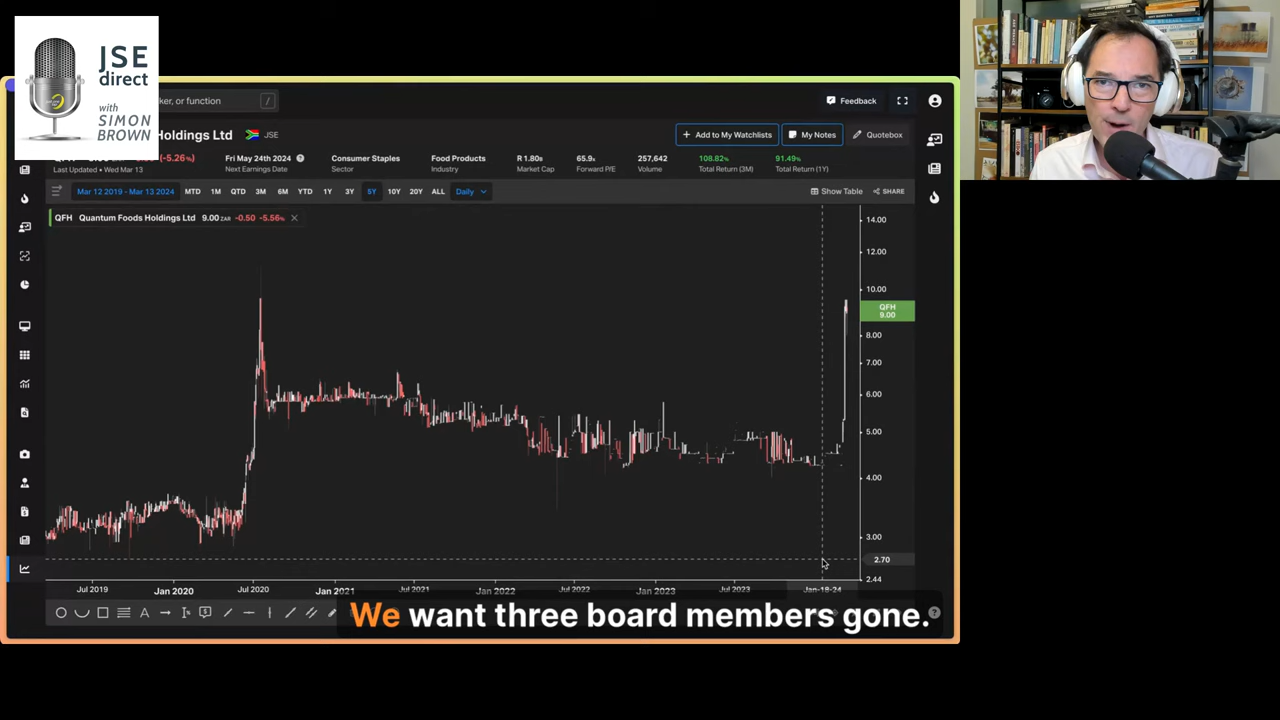 JSE
direct
with
SIMON
BROWN
ker, or function
/
Feedback
Holdings Ltd
JSE
Add to My Watchlists
My Notes
Quotebox
(-5.26%)
Last Updated • Wed Mar 13
Fri May 24th 2024
Next Earnings Date
Consumer Staples
Sector
Food Products
Industry
R 1.80B
Market Cap
65.9x
Forward P/E
257,642
Volume
108.82%
Total Return (3M)
91.49%
Total Return (1Y)
Mar 12 2019 - Mar 13 2024
MTD 1M QTD 3M 6M YTD 1Y 3Y 5Y 10Y 20Y ALL
Daily
Show Table
SHARE
QFH Quantum Foods Holdings Ltd 9.00 ZAR -0.50 -5.56%
14.00
12.00
10.00
QFH
9.00
8.00
7.00
6.00
5.00
4.00
3.00
2.70
2.44
Jul 2019 Jan 2020 Jul 2020 Jan 2021 Jul 2021 Jan 2022 Jul 2022 Jan 2023 Jul 2023 Jan-18-24
We want three board members gone.